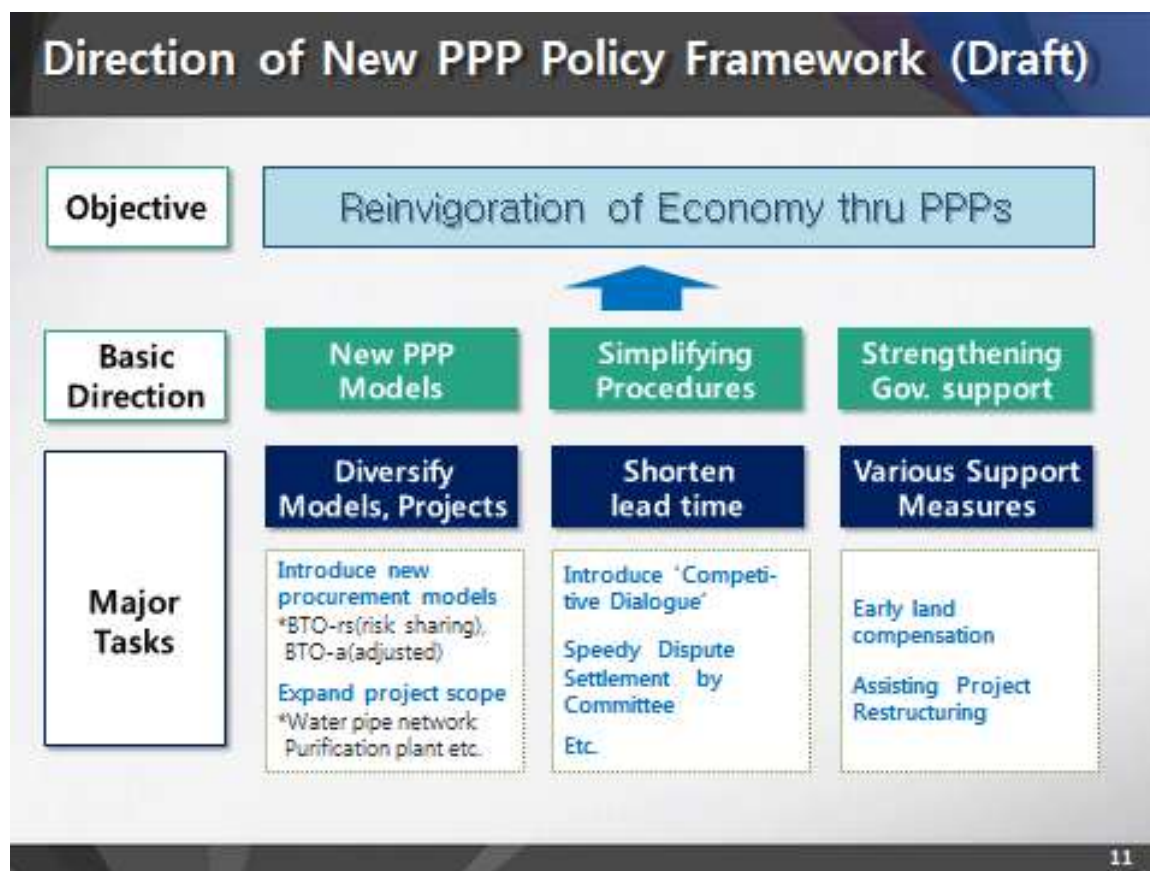 Direction of New PPP Policy Framework (Draft)
Objective
Reinvigoration of Economy thru PPPs
Basic
Direction
New PPP
Models
Simplifying
Procedures
Strengthening
Gov. support
Major
Tasks
Diversify
Models, Projects
Introduce new
procurement models
*BTO-rs(risk sharing),
BTO-a(adjusted)
Expand project scope
*Water pipe network
Purification plant etc.
Shorten
lead time
Introduce ‘Competi-
tive Dialogue’
Speedy Dispute
Settlement by
Committee
Etc.
Various Support
Measures
Early land
compensation
Assisting Project
Restructuring
11